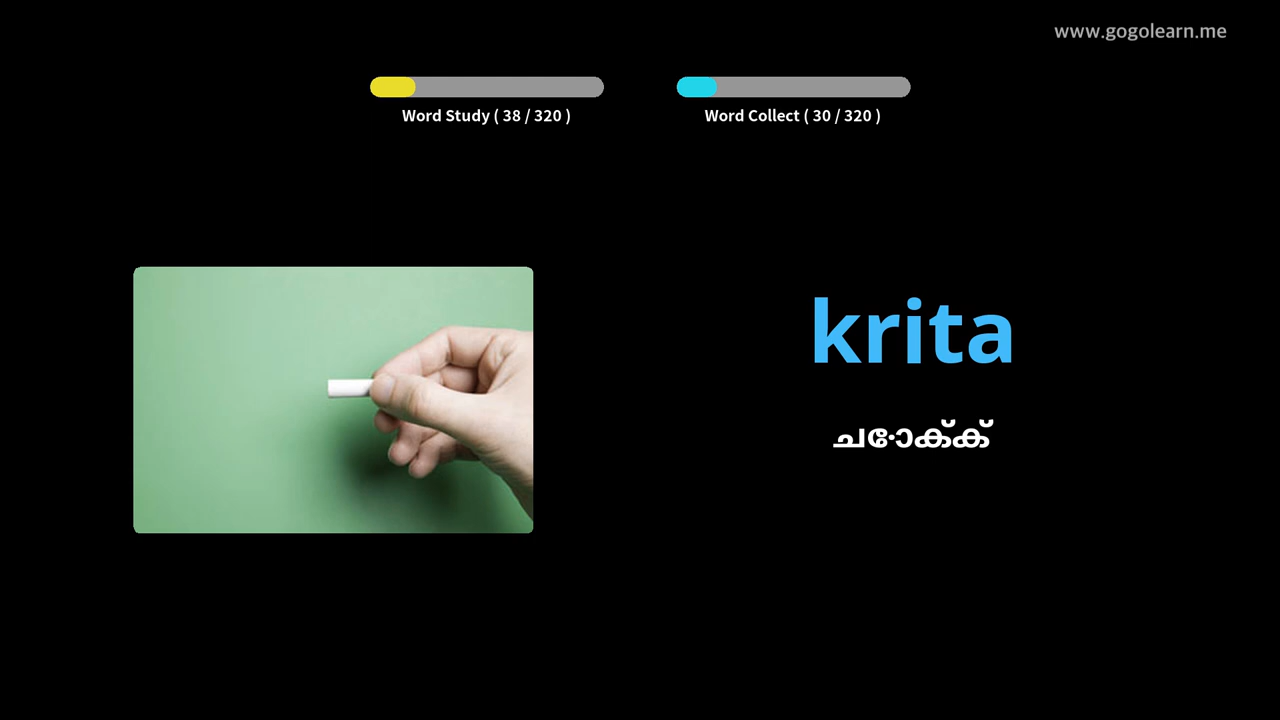 www.gogolearn.me
Word Study ( 38 / 320 )
Word Collect ( 30 / 320 )
krita
ചോക്ക്